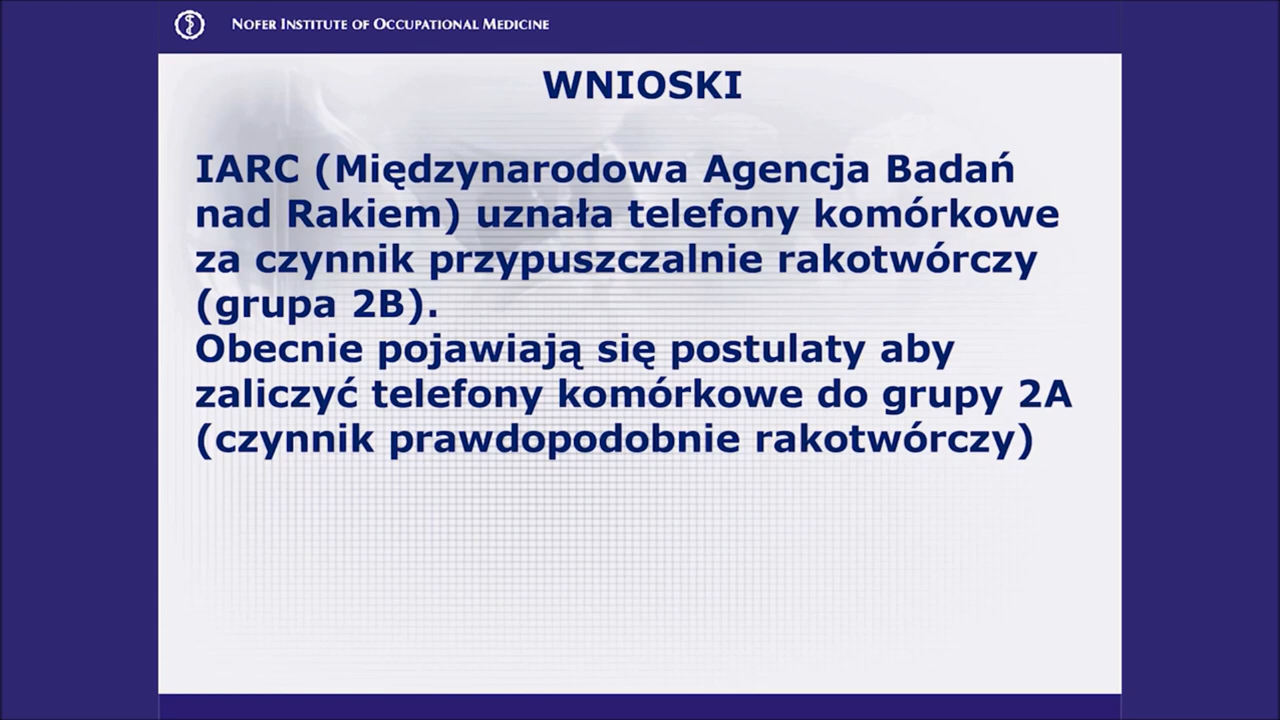 NOFER INSTITUTE OF OCCUPATIONAL MEDICINE
WNIOSKI
IARC (Międzynarodowa Agencja Badań
nad Rakiem) uznała telefony komórkowe
za czynnik przypuszczalnie rakotwórczy
(grupa 2B).
Obecnie pojawiają się postulaty aby
zaliczyć telefony komórkowe do grupy 2A
(czynnik prawdopodobnie rakotwórczy)